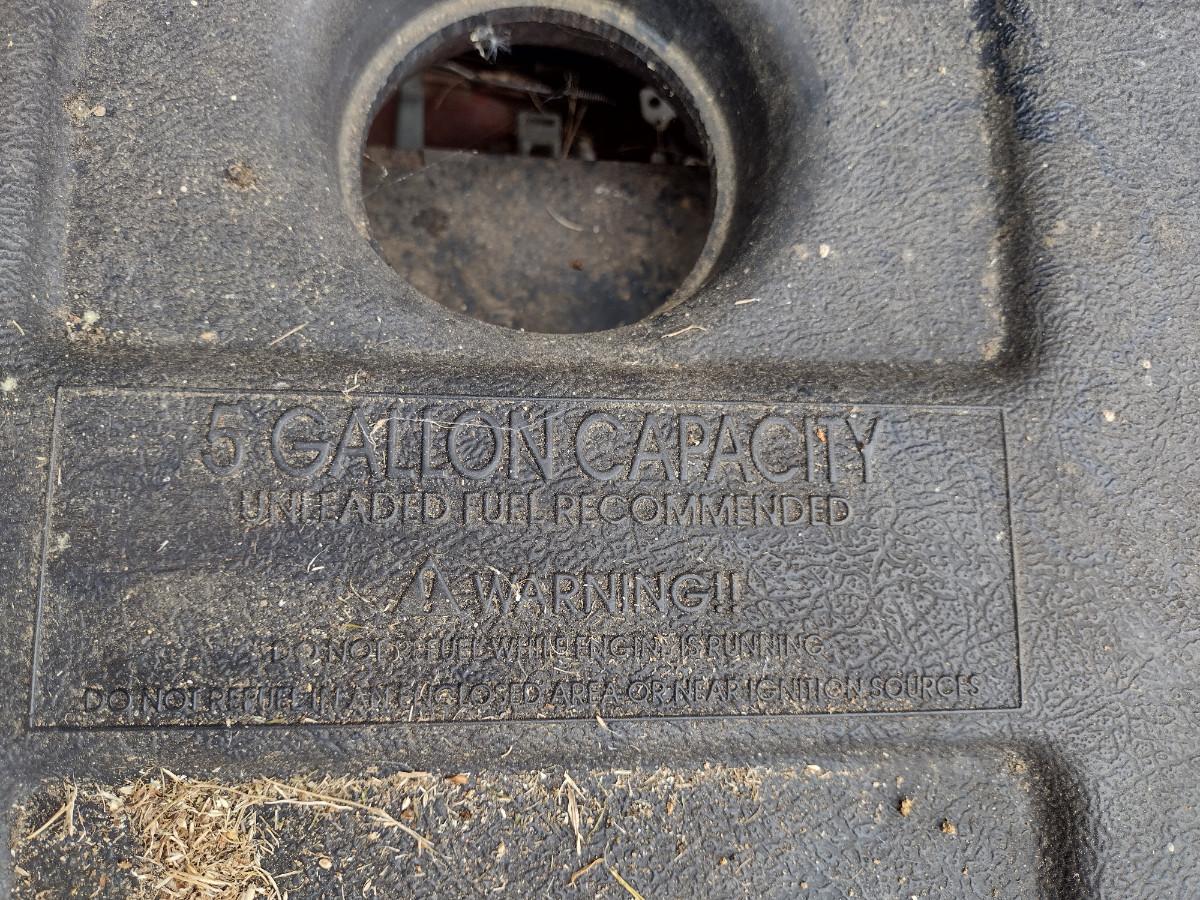 5 GALLON CAPACITY
UNLEADED FUEL RECOMMENDED
⚠ WARNING!!
DO NOT REFUEL WHILE ENGINE IS RUNNING
DO NOT REFUEL IN AN ENCLOSED AREA OR NEAR IGNITION SOURCES